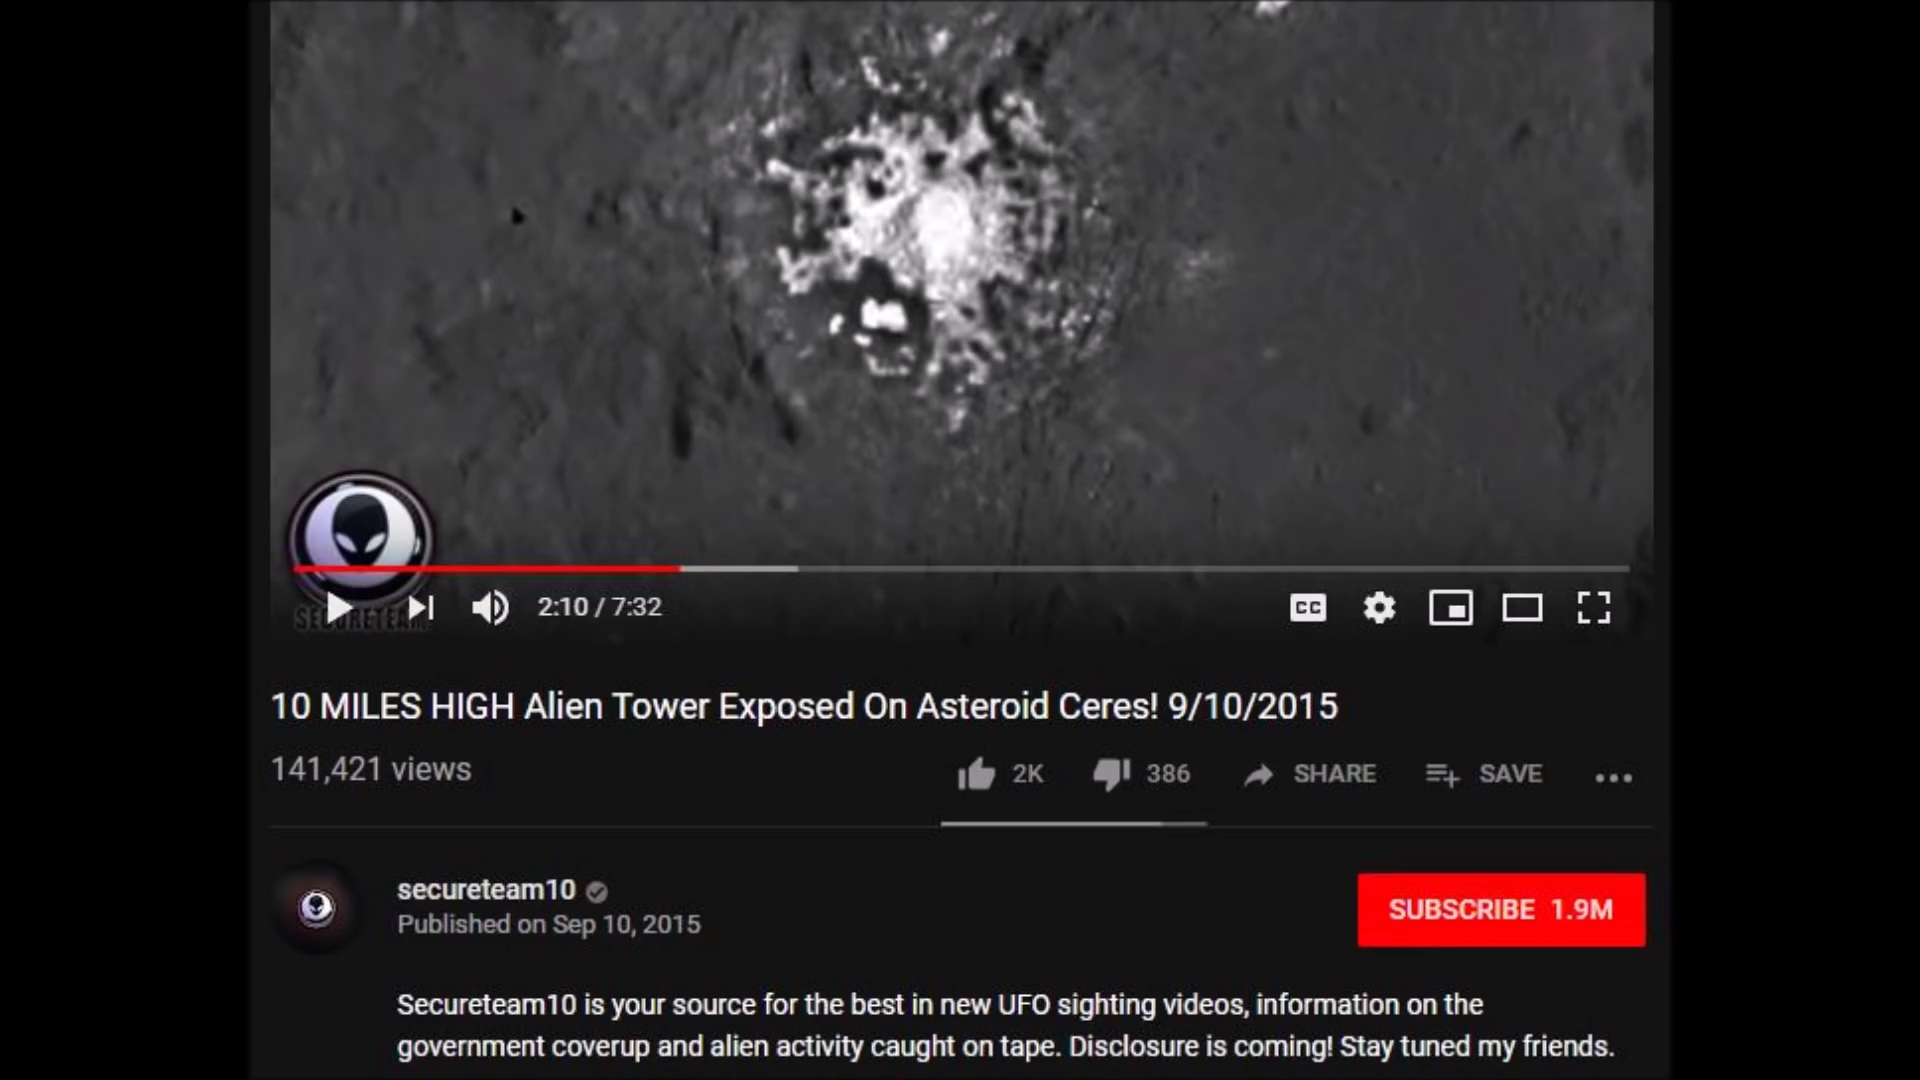 SECURETEAM
2:10 / 7:32
CC
10 MILES HIGH Alien Tower Exposed On Asteroid Ceres! 9/10/2015
141,421 views
2K
386
SHARE
SAVE
secureteam10
Published on Sep 10, 2015
SUBSCRIBE 1.9M
Secureteam10 is your source for the best in new UFO sighting videos, information on the
government coverup and alien activity caught on tape. Disclosure is coming! Stay tuned my friends.